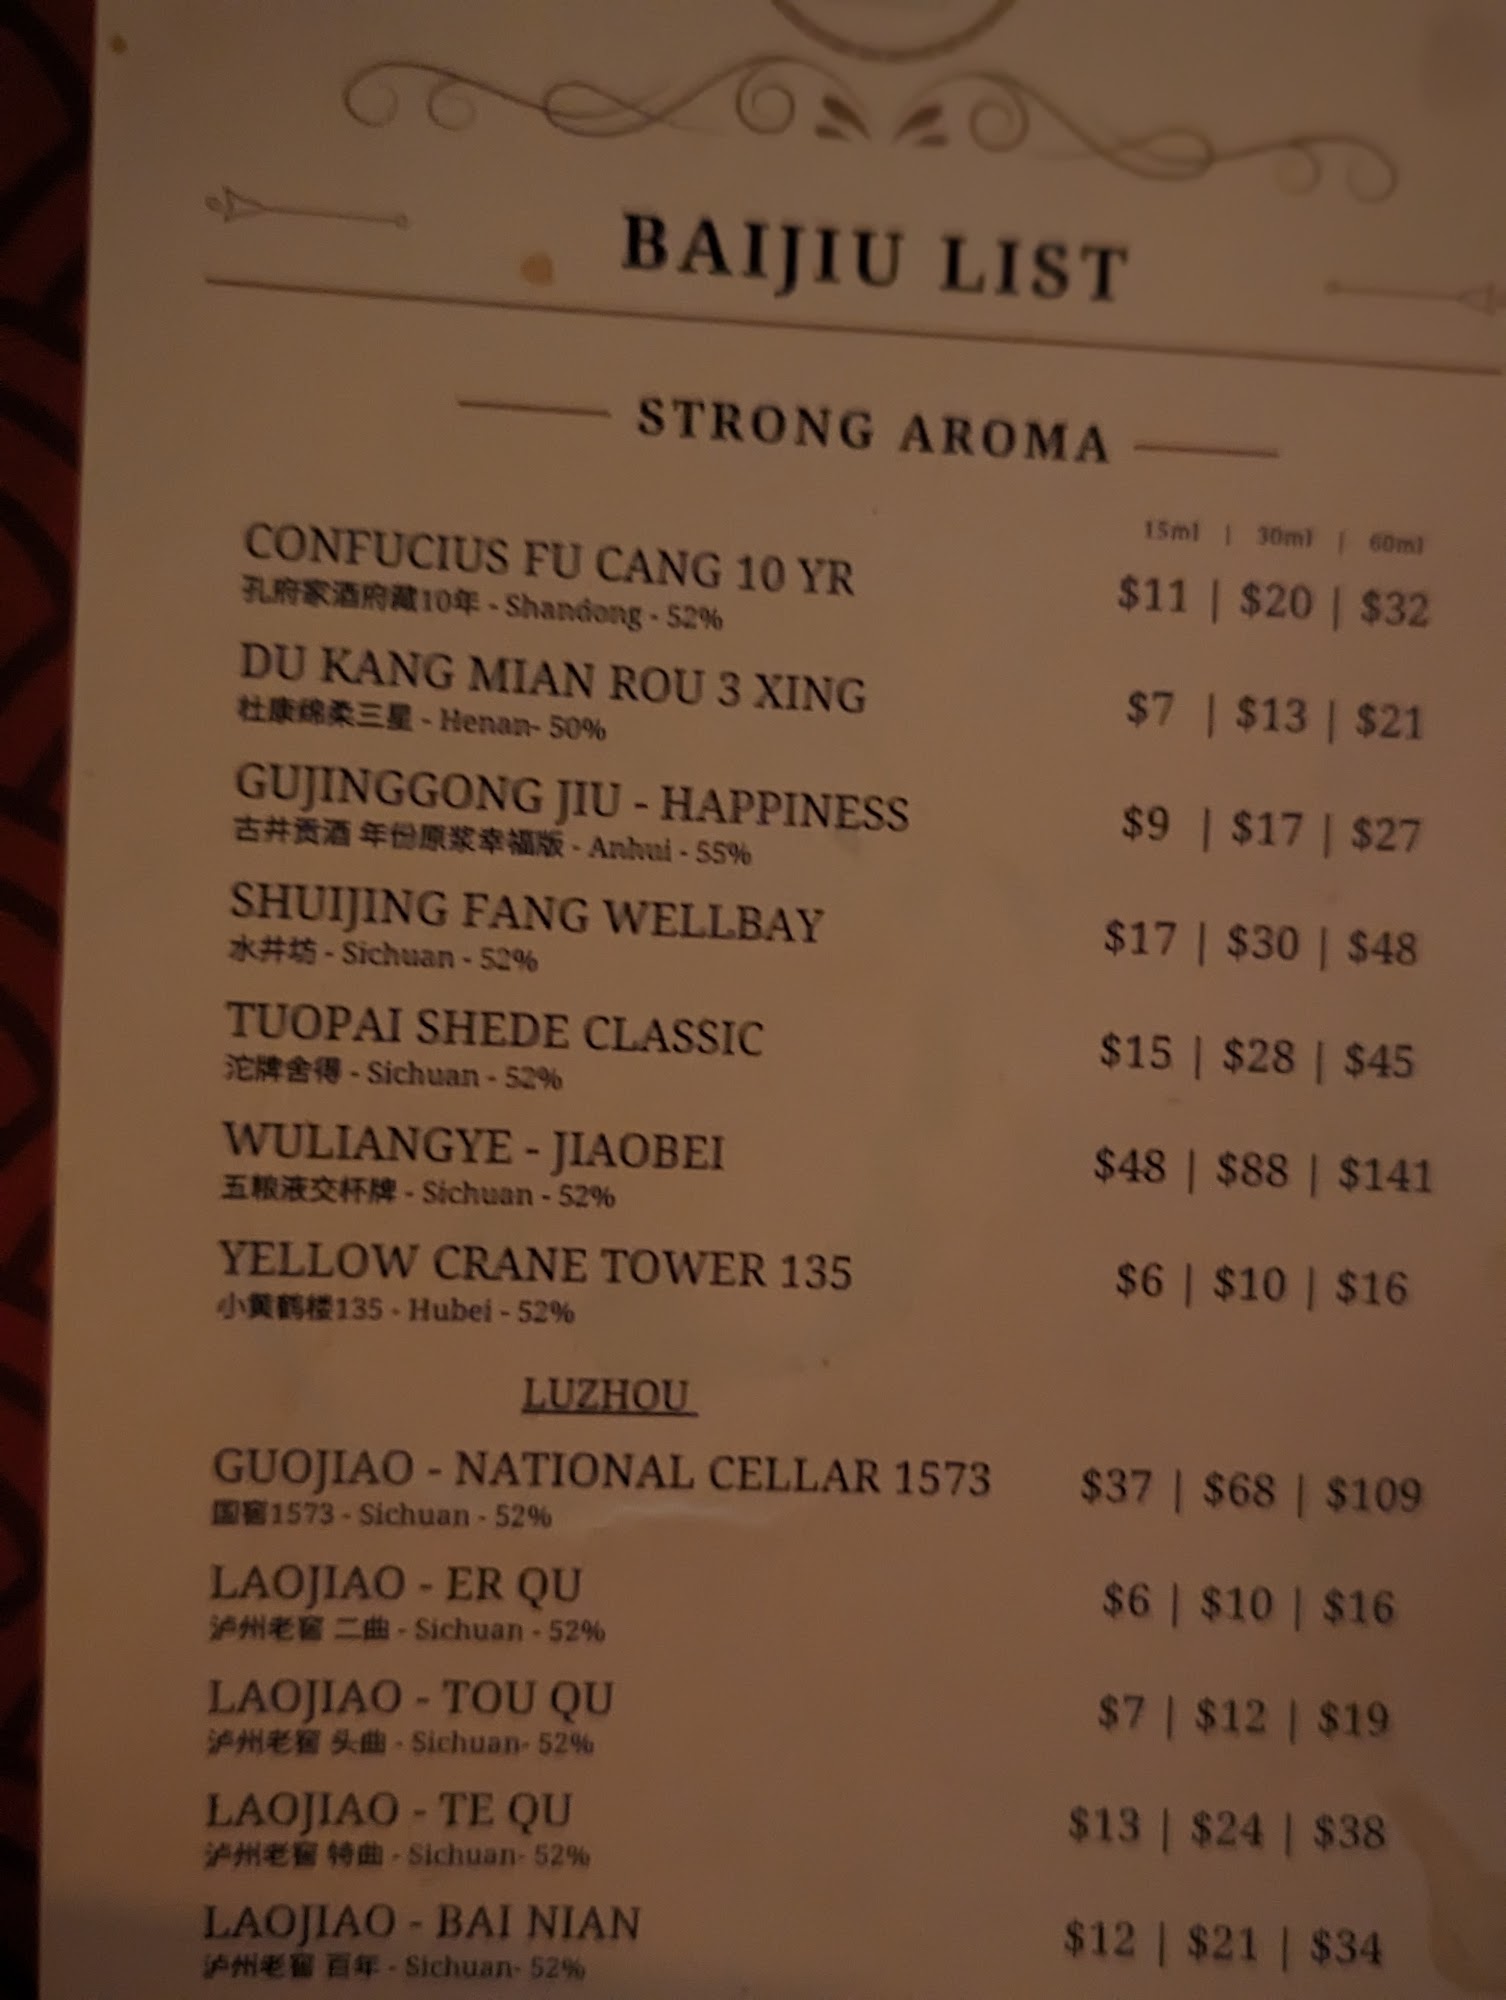 BAIJIU LIST
STRONG AROMA
15ml | 30ml | 60ml
CONFUCIUS FU CANG 10 YR $11 | $20 | $32
孔府家酒府藏10年 - Shandong - 52%
DU KANG MIAN ROU 3 XING $7 | $13 | $21
杜康绵柔三星 - Henan- 50%
GUJINGGONG JIU - HAPPINESS $9 | $17 | $27
古井贡酒 年份原浆幸福版 - Anhui - 55%
SHUIJING FANG WELLBAY $17 | $30 | $48
水井坊 - Sichuan - 52%
TUOPAI SHEDE CLASSIC $15 | $28 | $45
沱牌舍得 - Sichuan - 52%
WULIANGYE - JIAOBEI $48 | $88 | $141
五粮液交杯牌 - Sichuan - 52%
YELLOW CRANE TOWER 135 $6 | $10 | $16
小黄鹤楼135 - Hubei - 52%
LUZHOU
GUOJIAO - NATIONAL CELLAR 1573 $37 | $68 | $109
国窖1573 - Sichuan - 52%
LAOJIAO - ER QU $6 | $10 | $16
泸州老窖 二曲 - Sichuan - 52%
LAOJIAO - TOU QU $7 | $12 | $19
泸州老窖 头曲 - Sichuan- 52%
LAOJIAO - TE QU $13 | $24 | $38
泸州老窖 特曲 - Sichuan- 52%
LAOJIAO - BAI NIAN $12 | $21 | $34
泸州老窖 百年 - Sichuan- 52%